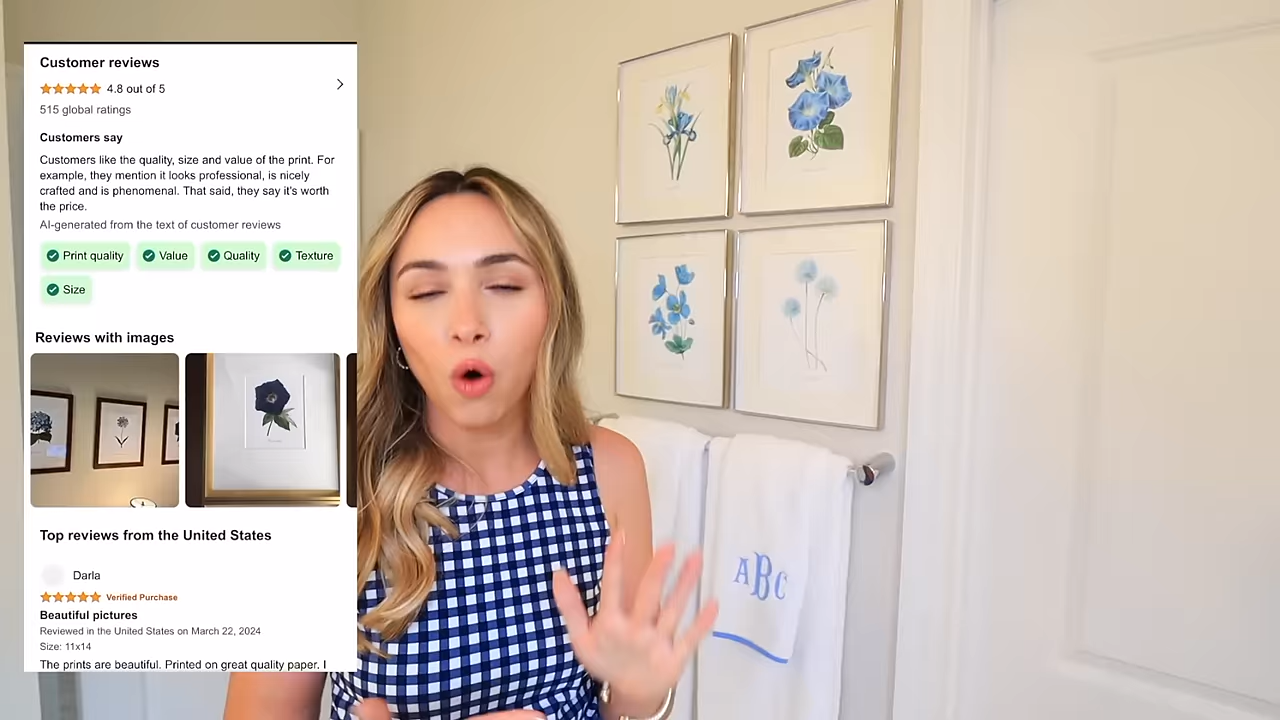 Customer reviews
4.8 out of 5
515 global ratings
Customers say
Customers like the quality, size and value of the print. For
example, they mention it looks professional, is nicely
crafted and is phenomenal. That said, they say it's worth
the price.
AI-generated from the text of customer reviews
Print quality
Value
Quality
Texture
Size
Reviews with images
Top reviews from the United States
Darla
Verified Purchase
Beautiful pictures
Reviewed in the United States on March 22, 2024
Size: 11x14
The prints are beautiful. Printed on great quality paper. I
ABC